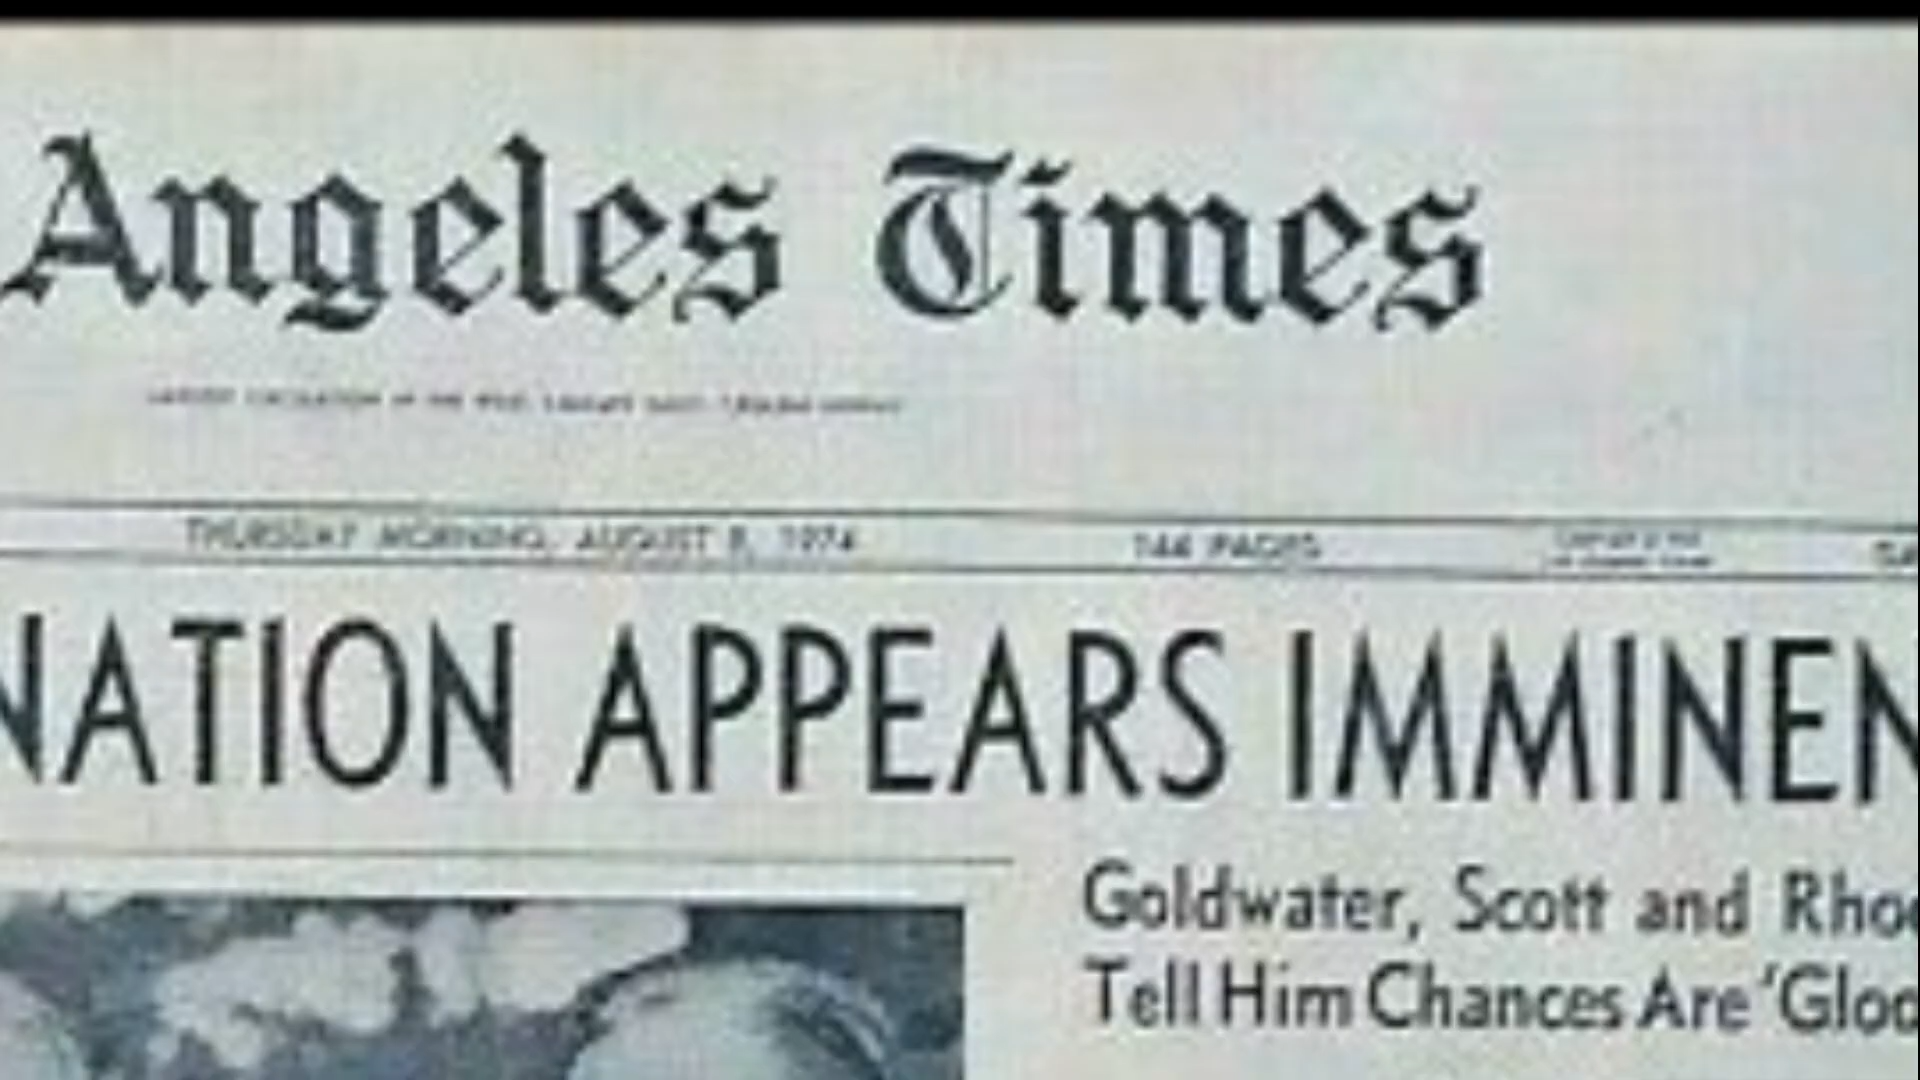 Angeles Times
THURSDAY MORNING, AUGUST 8, 1974
144 PAGES
NATION APPEARS IMMINEN
Goldwater, Scott and Rhod
Tell Him Chances Are 'Gloo